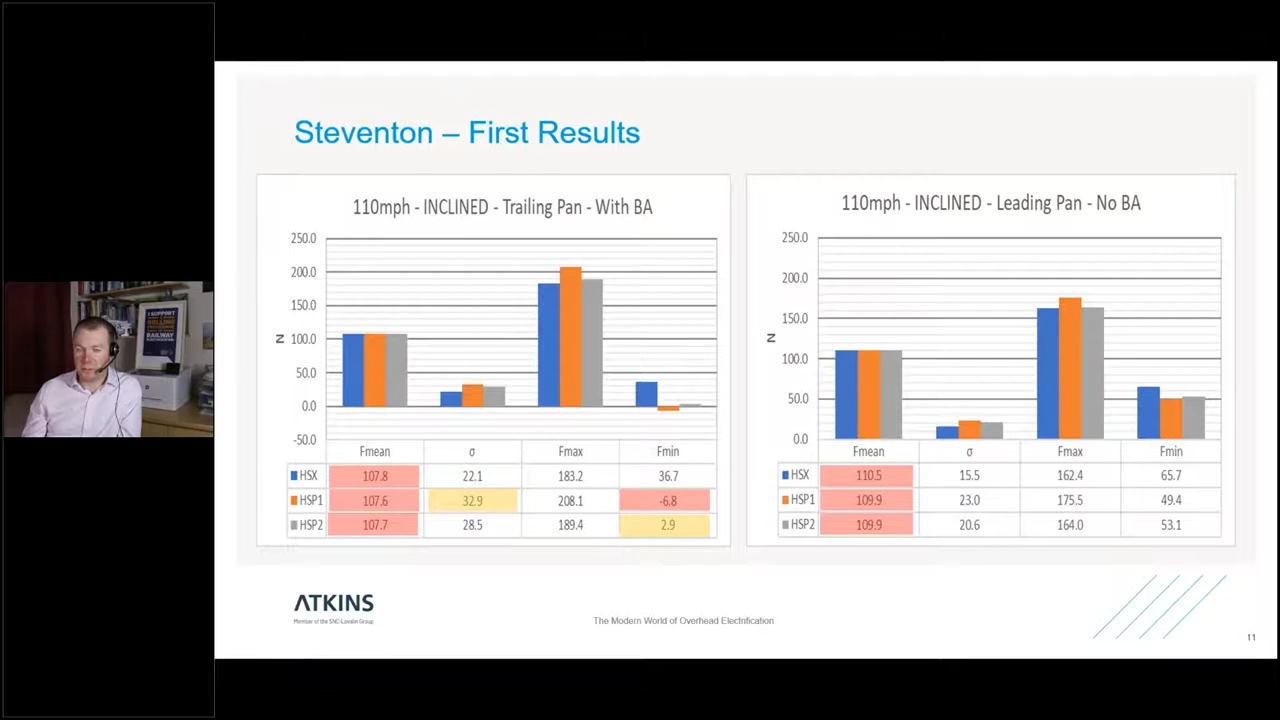 Steventon – First Results
110mph - INCLINED - Trailing Pan - With BA
250.0
200.0
150.0
100.0
50.0
0.0
-50.0
N
Fmean σ Fmax Fmin
HSX 107.8 22.1 183.2 36.7
HSP1 107.6 32.9 208.1 -6.8
HSP2 107.7 28.5 189.4 2.9
110mph - INCLINED - Leading Pan - No BA
250.0
200.0
150.0
100.0
50.0
0.0
N
Fmean σ Fmax Fmin
HSX 110.5 15.5 162.4 65.7
HSP1 109.9 23.0 175.5 49.4
HSP2 109.9 20.6 164.0 53.1
I SUPPORT
RAILWAY
ATKINS
Member of the SNC-Lavalin Group
The Modern World of Overhead Electrification
11